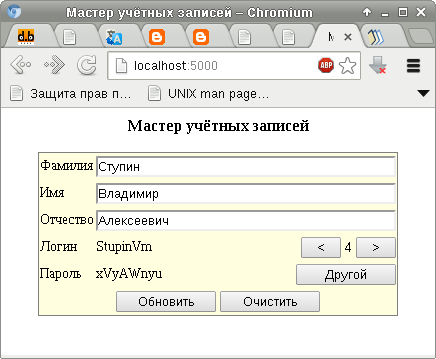 Мастер учётных записей – Chromium
localhost:5000
ABP
Защита прав п... UNIX man page...
Мастер учётных записей
Фамилия Ступин
Имя Владимир
Отчество Алексеевич
Логин StupinVm < 4 >
Пароль xVyAWnyu Другой
Обновить Очистить